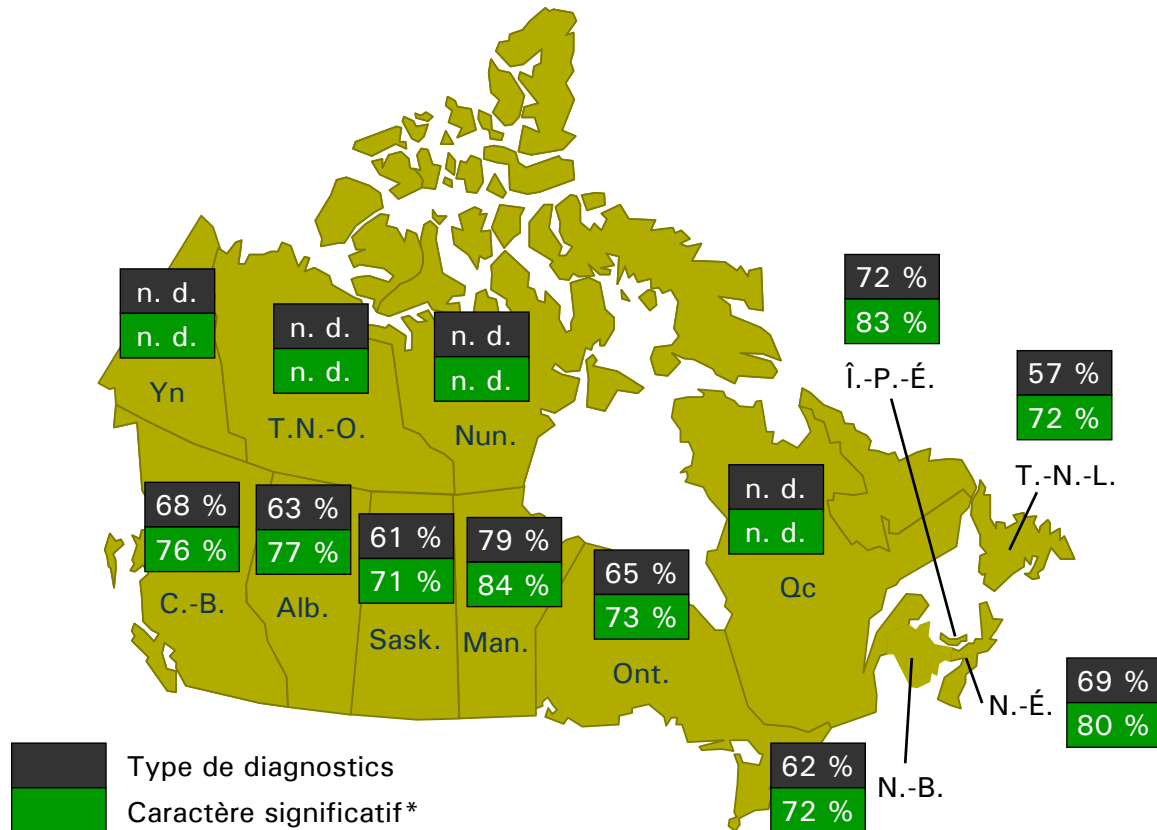 72 %
83 %
Î.-P.-É.
n. d.
n. d.
Yn
n. d.
n. d.
T.N.-O.
n. d.
n. d.
Nun.
57 %
72 %
T.-N.-L.
68 %
76 %
C.-B.
63 %
77 %
Alb.
61 %
71 %
Sask.
79 %
84 %
Man.
65 %
73 %
Ont.
n. d.
n. d.
Qc
69 %
80 %
N.-É.
62 %
72 %
N.-B.
Type de diagnostics
Caractère significatif*